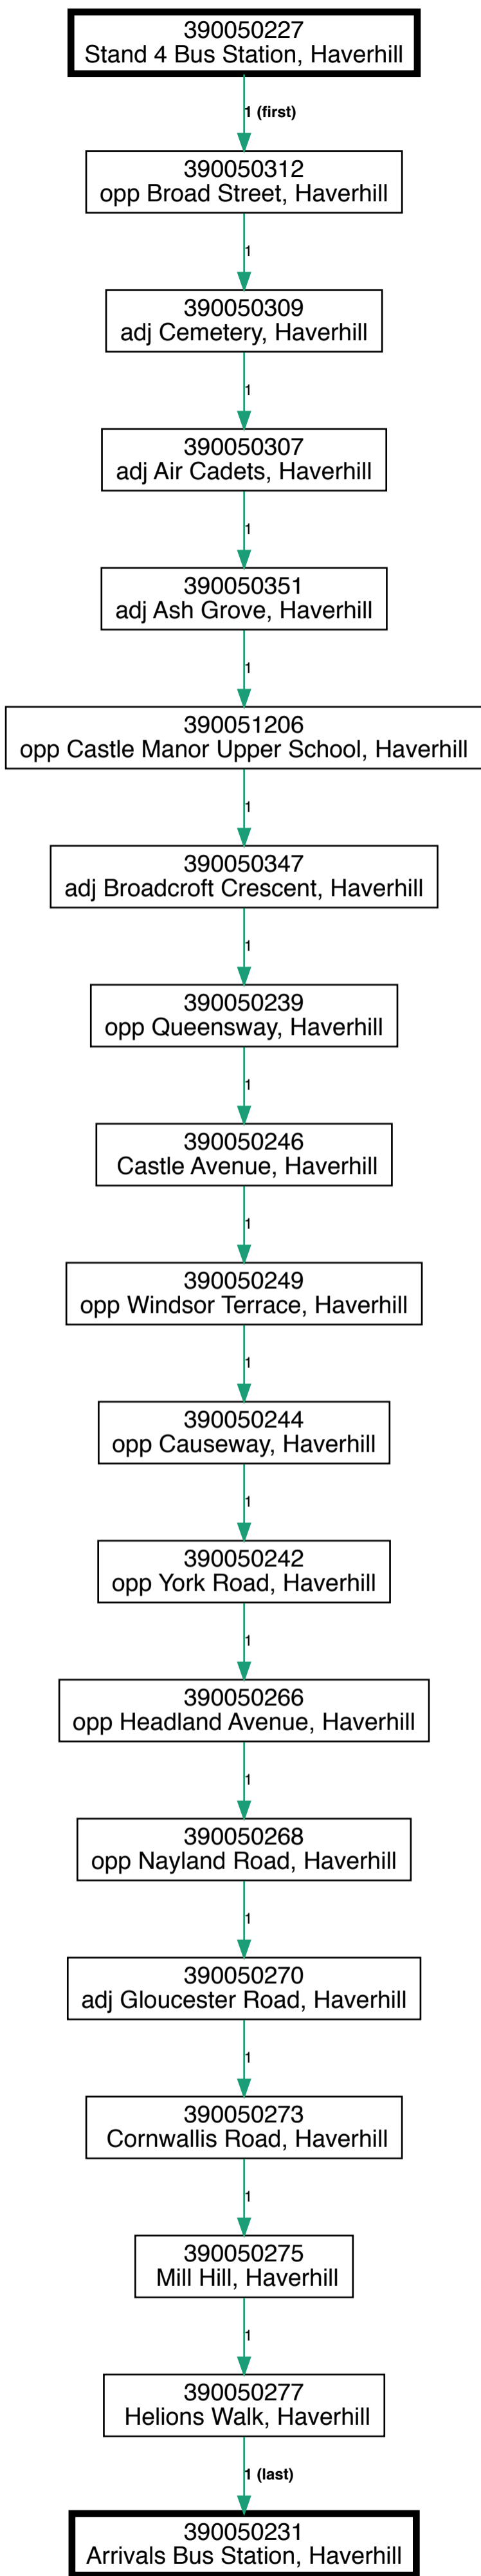 390050227
Stand 4 Bus Station, Haverhill
1 (first)
390050312
opp Broad Street, Haverhill
1
390050309
adj Cemetery, Haverhill
1
390050307
adj Air Cadets, Haverhill
1
390050351
adj Ash Grove, Haverhill
1
390051206
opp Castle Manor Upper School, Haverhill
1
390050347
adj Broadcroft Crescent, Haverhill
1
390050239
opp Queensway, Haverhill
1
390050246
Castle Avenue, Haverhill
1
390050249
opp Windsor Terrace, Haverhill
1
390050244
opp Causeway, Haverhill
1
390050242
opp York Road, Haverhill
1
390050266
opp Headland Avenue, Haverhill
1
390050268
opp Nayland Road, Haverhill
1
390050270
adj Gloucester Road, Haverhill
1
390050273
Cornwallis Road, Haverhill
1
390050275
Mill Hill, Haverhill
1
390050277
Helions Walk, Haverhill
1 (last)
390050231
Arrivals Bus Station, Haverhill